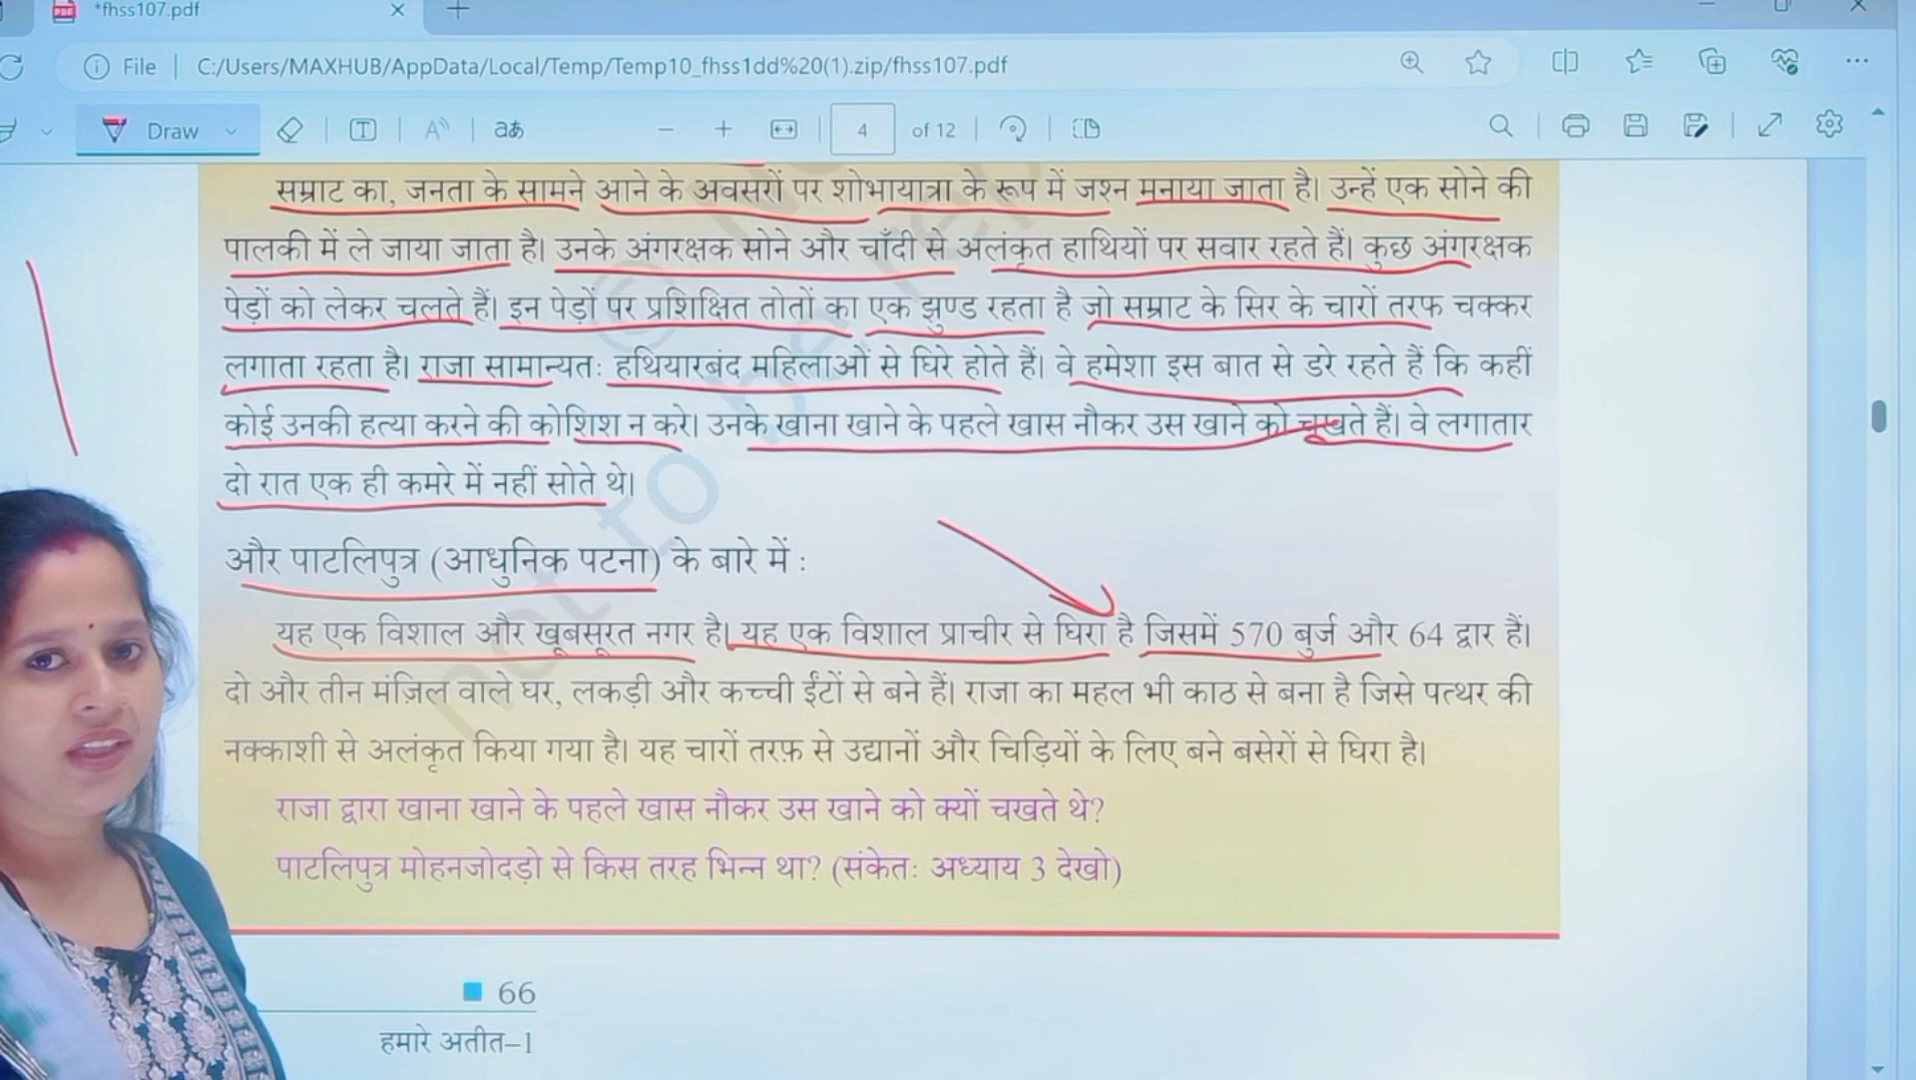 *fhss107.pdf
File
C:/Users/MAXHUB/AppData/Local/Temp/Temp10_fhss1dd%20(1).zip/fhss107.pdf
Draw
4 of 12
सम्राट का, जनता के सामने आने के अवसरों पर शोभायात्रा के रूप में जश्न मनाया जाता है। उन्हें एक सोने की
पालकी में ले जाया जाता है। उनके अंगरक्षक सोने और चाँदी से अलंकृत हाथियों पर सवार रहते हैं। कुछ अंगरक्षक
पेड़ों को लेकर चलते हैं। इन पेड़ों पर प्रशिक्षित तोतों का एक झुण्ड रहता है जो सम्राट के सिर के चारों तरफ चक्कर
लगाता रहता है। राजा सामान्यतः हथियारबंद महिलाओं से घिरे होते हैं। वे हमेशा इस बात से डरे रहते हैं कि कहीं
कोई उनकी हत्या करने की कोशिश न करे। उनके खाना खाने के पहले खास नौकर उस खाने को चखते हैं। वे लगातार
दो रात एक ही कमरे में नहीं सोते थे।
और पाटलिपुत्र (आधुनिक पटना) के बारे में :
यह एक विशाल और खूबसूरत नगर है। यह एक विशाल प्राचीर से घिरा है जिसमें 570 बुर्ज और 64 द्वार हैं।
दो और तीन मंज़िल वाले घर, लकड़ी और कच्ची ईंटों से बने हैं। राजा का महल भी काठ से बना है जिसे पत्थर की
नक्काशी से अलंकृत किया गया है। यह चारों तरफ़ से उद्यानों और चिड़ियों के लिए बने बसेरों से घिरा है।
राजा द्वारा खाना खाने के पहले खास नौकर उस खाने को क्यों चखते थे?
पाटलिपुत्र मोहनजोदड़ो से किस तरह भिन्न था? (संकेतः अध्याय 3 देखो)
66
हमारे अतीत–1
not to be